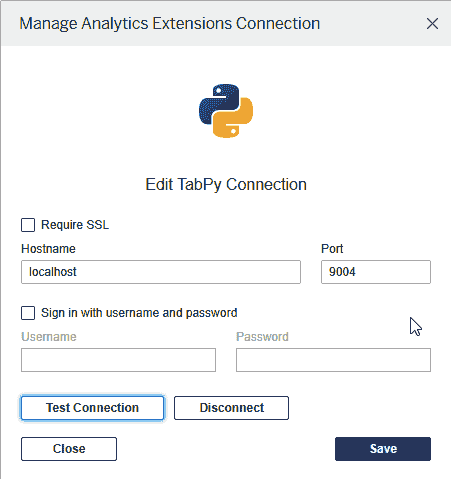 Manage Analytics Extensions Connection
Edit TabPy Connection
Require SSL
Hostname Port
localhost 9004
Sign in with username and password
Username Password
Test Connection Disconnect
Close Save